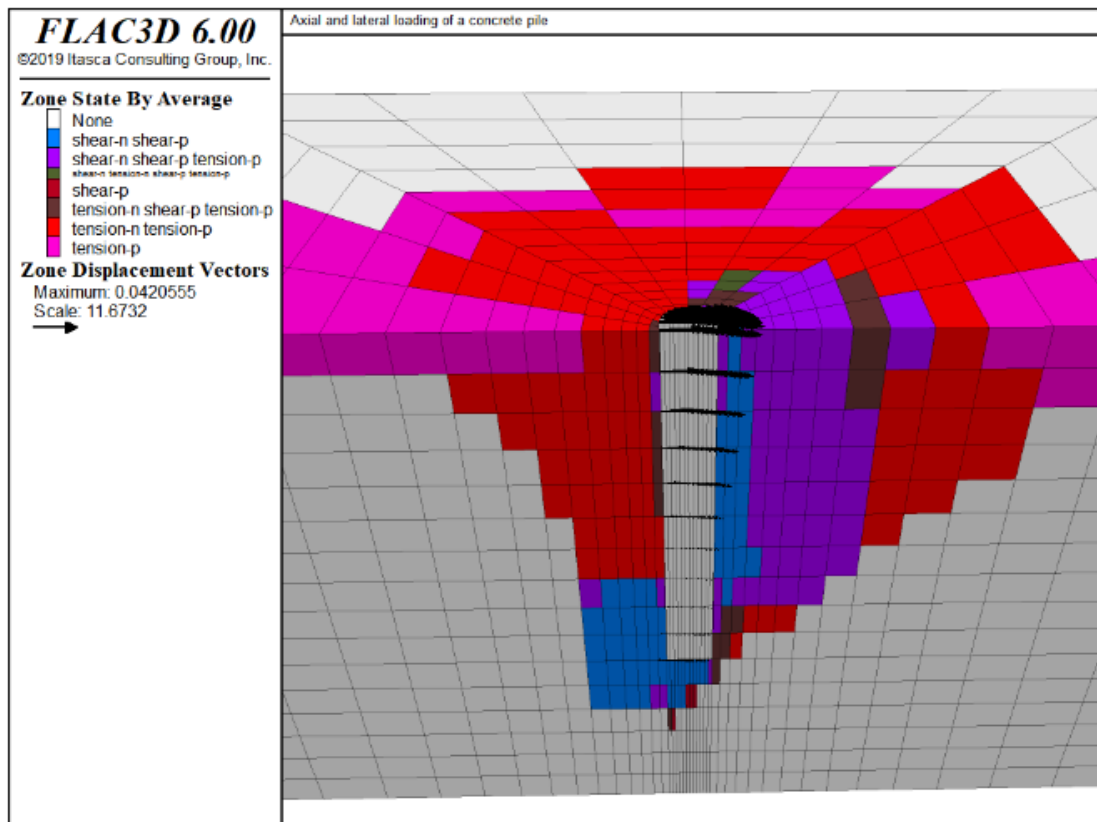 FLAC3D 6.00
©2019 Itasca Consulting Group, Inc.
Zone State By Average
None
shear-n shear-p
shear-n shear-p tension-p
shear-n tension-n shear-p tension-p
shear-p
tension-n shear-p tension-p
tension-n tension-p
tension-p
Zone Displacement Vectors
Maximum: 0.0420555
Scale: 11.6732
Axial and lateral loading of a concrete pile